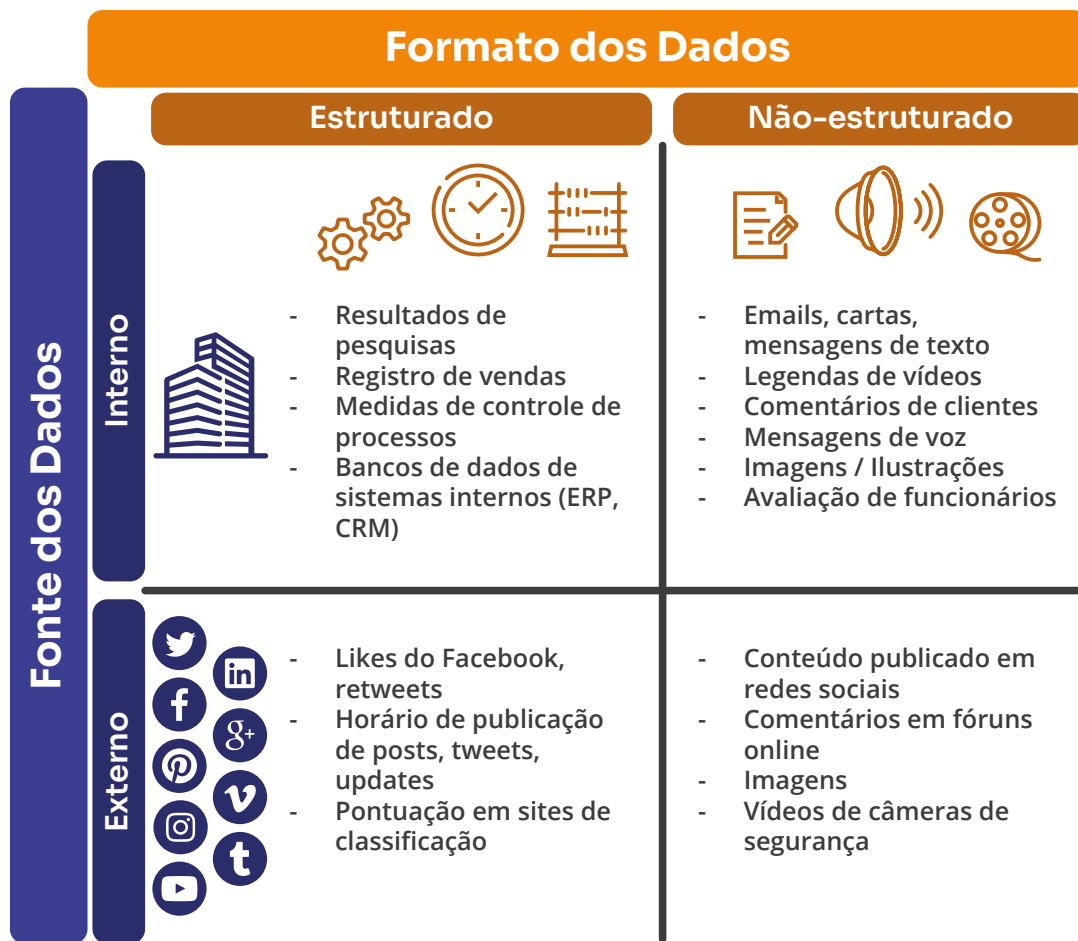 Formato dos Dados
Estruturado
Não-estruturado
Fonte dos Dados
Interno
- Resultados de
pesquisas
- Registro de vendas
- Medidas de controle de
processos
- Bancos de dados de
sistemas internos (ERP,
CRM)
- Emails, cartas,
mensagens de texto
- Legendas de vídeos
- Comentários de clientes
- Mensagens de voz
- Imagens / Ilustrações
- Avaliação de funcionários
Externo
- Likes do Facebook,
retweets
- Horário de publicação
de posts, tweets,
updates
- Pontuação em sites de
classificação
- Conteúdo publicado em
redes sociais
- Comentários em fóruns
online
- Imagens
- Vídeos de câmeras de
segurança